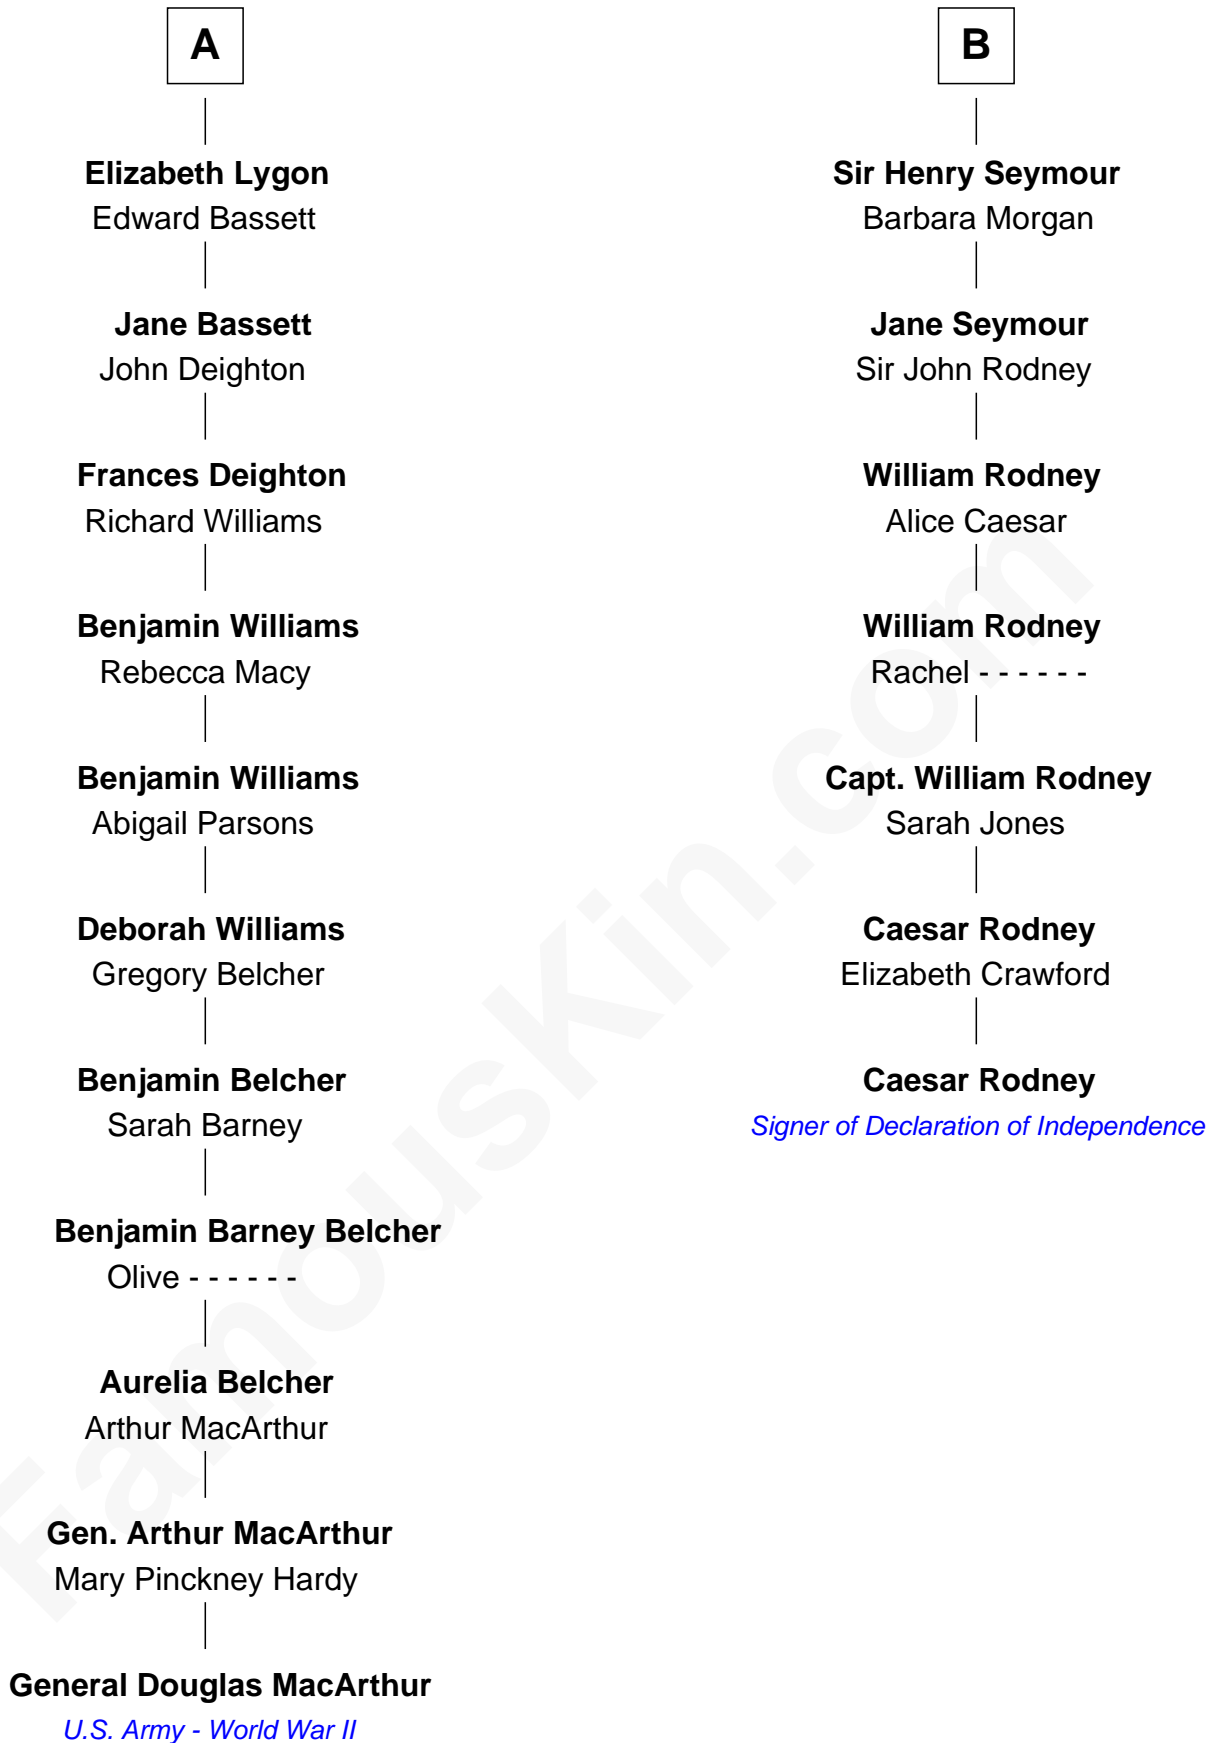 A
Elizabeth Lygon
Edward Bassett
Jane Bassett
John Deighton
Frances Deighton
Richard Williams
Benjamin Williams
Rebecca Macy
Benjamin Williams
Abigail Parsons
Deborah Williams
Gregory Belcher
Benjamin Belcher
Sarah Barney
Benjamin Barney Belcher
Olive - - - - - -
Aurelia Belcher
Arthur MacArthur
Gen. Arthur MacArthur
Mary Pinckney Hardy
General Douglas MacArthur
U.S. Army - World War II
B
Sir Henry Seymour
Barbara Morgan
Jane Seymour
Sir John Rodney
William Rodney
Alice Caesar
William Rodney
Rachel - - - - - -
Capt. William Rodney
Sarah Jones
Caesar Rodney
Elizabeth Crawford
Caesar Rodney
Signer of Declaration of Independence
FamousKin.com